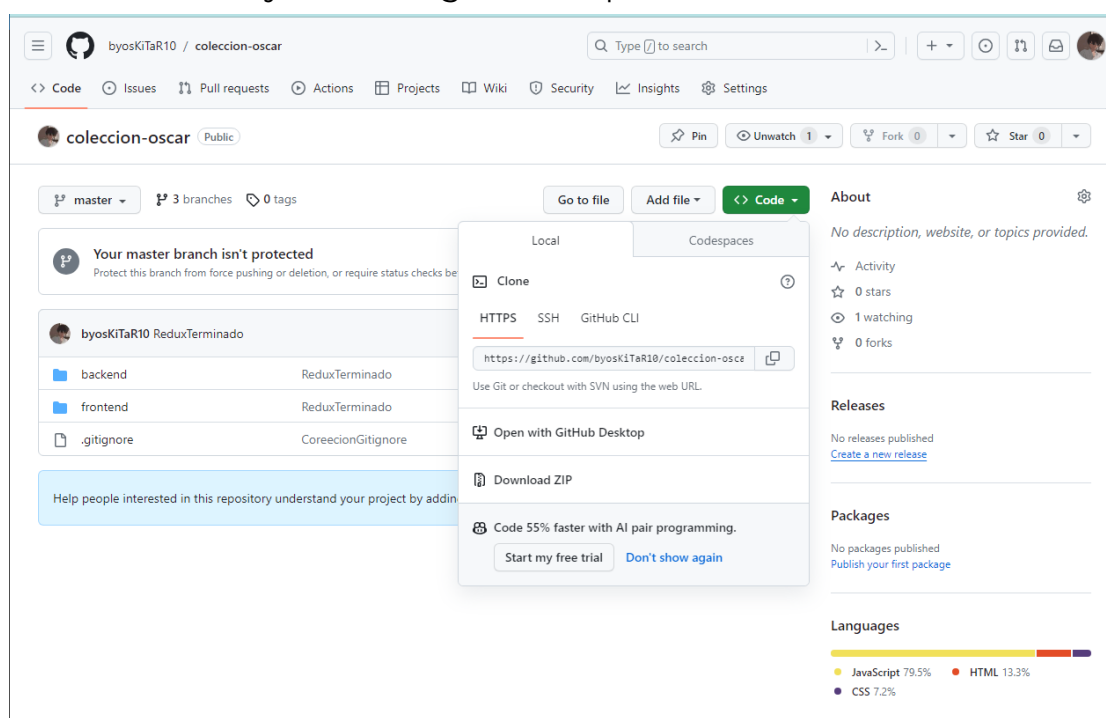 byosKiTaR10 / coleccion-oscar
Type / to search
Code Issues Pull requests Actions Projects Wiki Security Insights Settings
coleccion-oscar Public
Pin Unwatch 1 Fork 0 Star 0
master 3 branches 0 tags
Go to file Add file Code
Your master branch isn't protected
Protect this branch from force pushing or deletion, or require status checks be
byosKiTaR10 ReduxTerminado
backend ReduxTerminado
frontend ReduxTerminado
.gitignore CoreecionGitignore
Help people interested in this repository understand your project by addin
Local Codespaces
Clone
HTTPS SSH GitHub CLI
https://github.com/byosKiTaR10/coleccion-osca
Use Git or checkout with SVN using the web URL.
Open with GitHub Desktop
Download ZIP
Code 55% faster with AI pair programming.
Start my free trial Don't show again
About
No description, website, or topics provided.
Activity
0 stars
1 watching
0 forks
Releases
No releases published
Create a new release
Packages
No packages published
Publish your first package
Languages
JavaScript 79.5% HTML 13.3%
CSS 7.2%